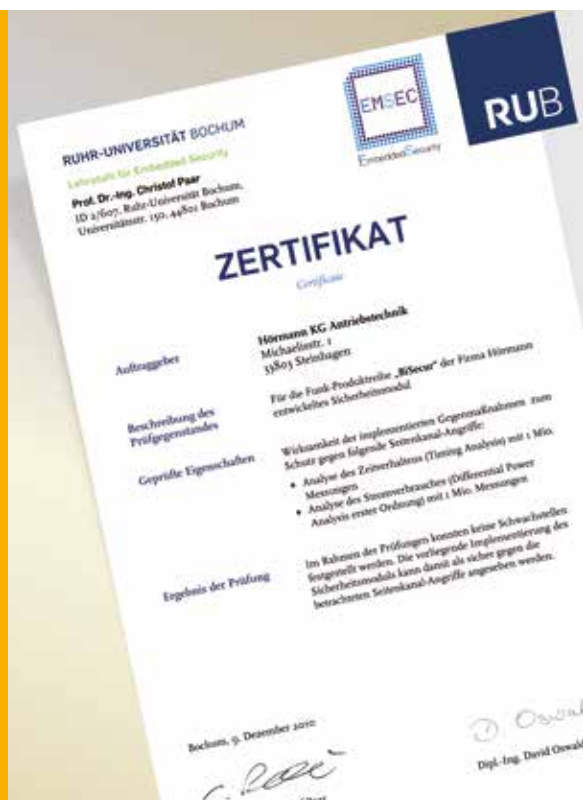 RUHR-UNIVERSITÄT BOCHUM
Lehrstuhl für Embedded Security
Prof. Dr.-Ing. Christof Paar
ID 2/607, Ruhr-Universität Bochum,
Universitätsstr. 150, 44801 Bochum
EMSEC
EmbeddedSecurity
RUB
ZERTIFIKAT
Certificate
Auftraggeber
Hörmann KG Antriebstechnik
Michaelisstr. 1
33803 Steinhagen
Beschreibung des
Prüfgegenstandes
Für die Funk-Produktreihe „BiSecur“ der Firma Hörmann
entwickeltes Sicherheitsmodul
Geprüfte Eigenschaften
Wirksamkeit der implementierten Gegenmaßnahmen zum
Schutz gegen folgende Seitenkanal-Angriffe:
• Analyse des Zeitverhaltens (Timing Analysis) mit 1 Mio.
Messungen
• Analyse des Stromverbrauches (Differential Power
Analysis erster Ordnung) mit 1 Mio. Messungen
Ergebnis der Prüfung
Im Rahmen der Prüfungen konnten keine Schwachstellen
festgestellt werden. Die vorliegende Implementierung des
Sicherheitsmoduls kann damit als sicher gegen die
betrachteten Seitenkanal-Angriffe angesehen werden.
Bochum, 9. Dezember 2010
D. Oswald
Dipl.-Ing. David Oswald